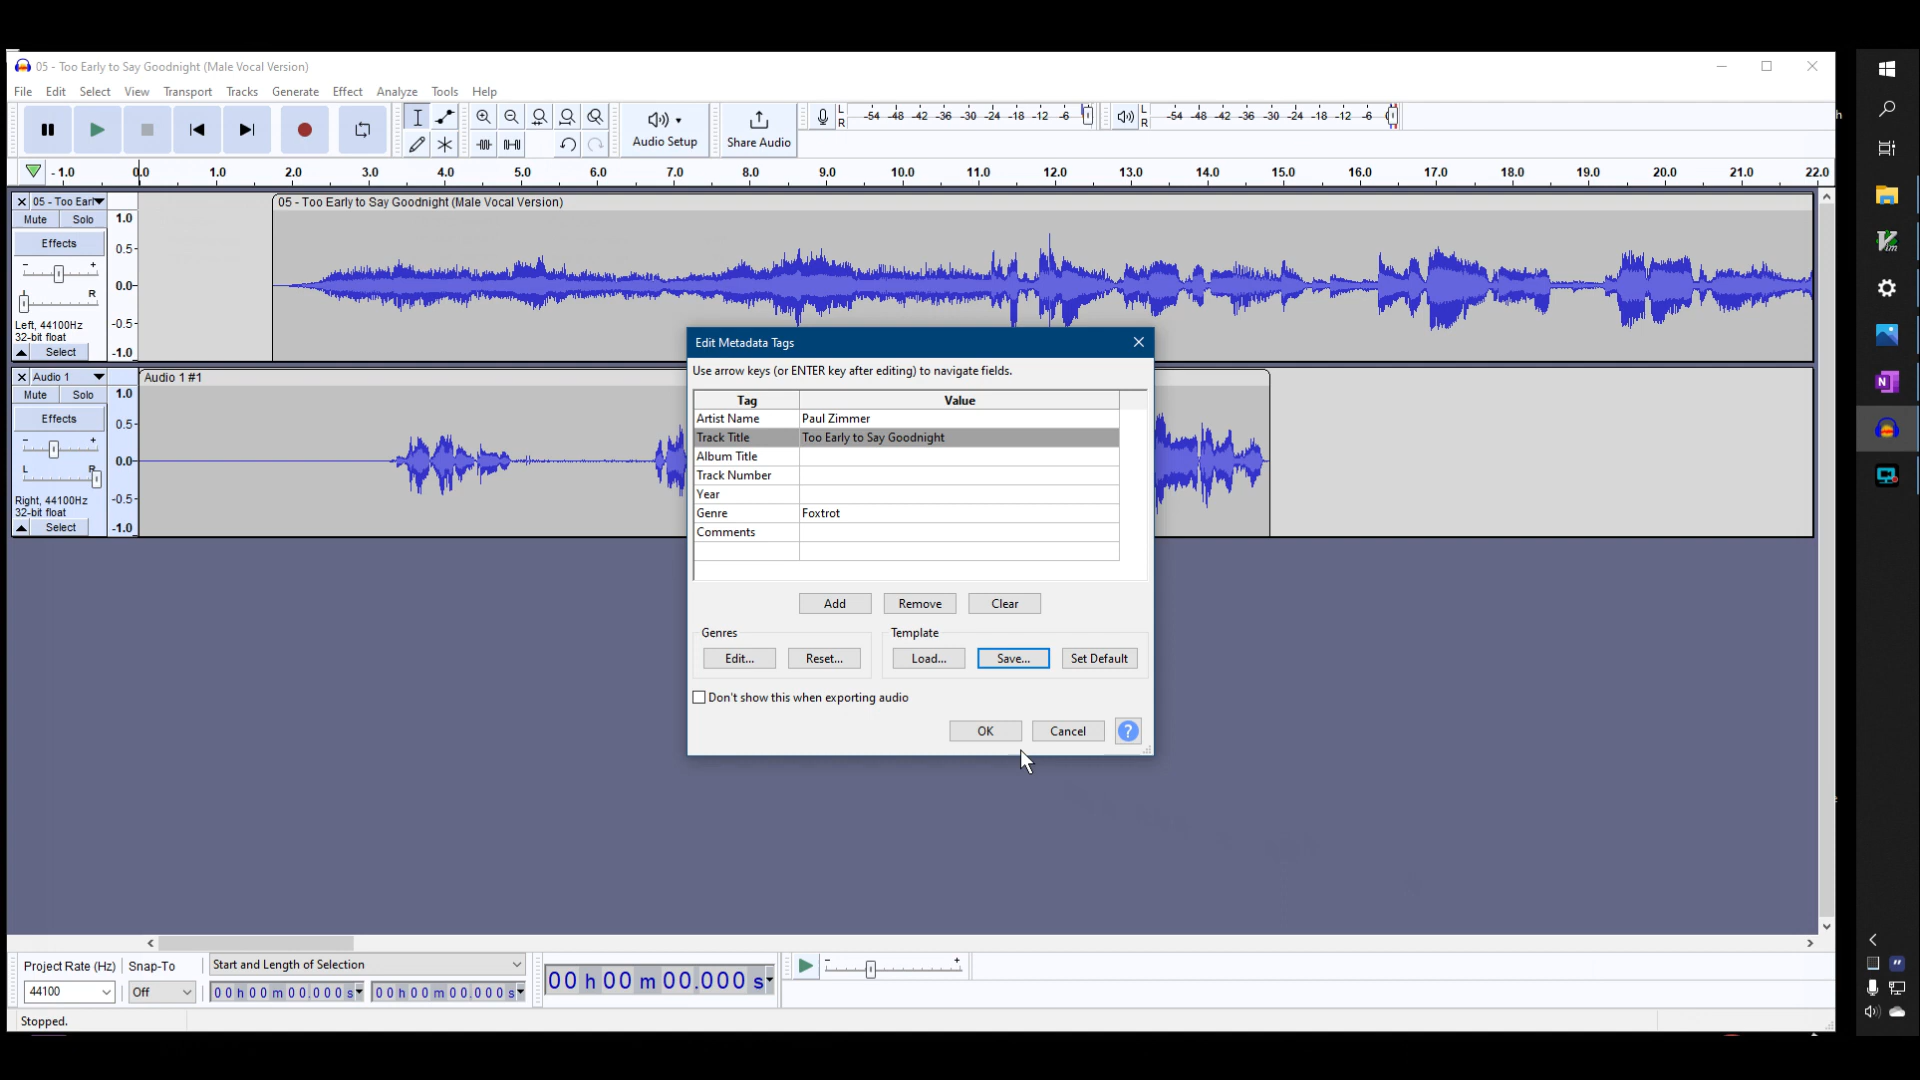 05 - Too Early to Say Goodnight (Male Vocal Version)
File Edit Select View Transport Tracks Generate Effect Analyze Tools Help
Audio Setup
Share Audio
L
R
-54 -48 -42 -36 -30 -24 -18 -12 -6
L
R
-54 -48 -42 -36 -30 -24 -18 -12 -6
-1.0 0.0 1.0 2.0 3.0 4.0 5.0 6.0 7.0 8.0 9.0 10.0 11.0 12.0 13.0 14.0 15.0 16.0 17.0 18.0 19.0 20.0 21.0 22.0
05 - Too Earl
Mute Solo
Effects
- +
R
Left, 44100Hz
32-bit float
Select
1.0
0.5
0.0
-0.5
-1.0
05 - Too Early to Say Goodnight (Male Vocal Version)
Audio 1
Mute Solo
Effects
- +
L R
Right, 44100Hz
32-bit float
Select
1.0
0.5
0.0
-0.5
-1.0
Audio 1 #1
Edit Metadata Tags
Use arrow keys (or ENTER key after editing) to navigate fields.
Tag Value
Artist Name Paul Zimmer
Track Title Too Early to Say Goodnight
Album Title
Track Number
Year
Genre Foxtrot
Comments
Add Remove Clear
Genres
Edit... Reset...
Template
Load... Save... Set Default
Don't show this when exporting audio
OK Cancel ?
Project Rate (Hz) Snap-To Start and Length of Selection
44100 Off 00 h 00 m 00.000 s 00 h 00 m 00.000 s
00 h 00 m 00.000 s
- +
Stopped.